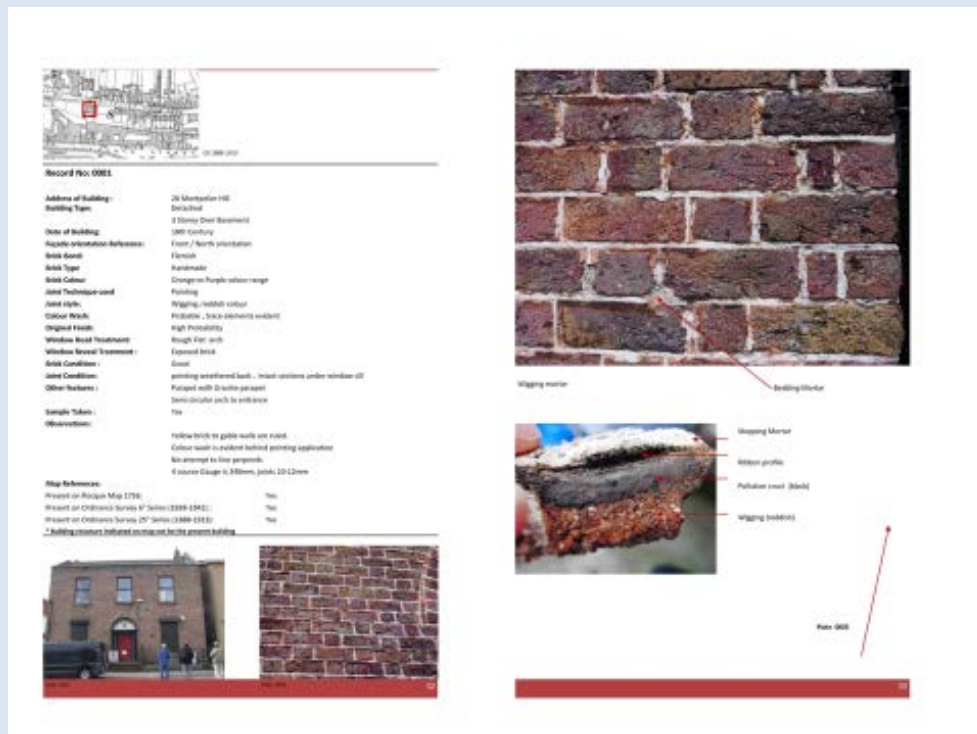 Record No: 0001
Address of Building : 26 Montpelier Hill
Building Type: Detached
3 Storey Over Basement
Date of Building: 18th Century
Façade orientation Reference: Front / North orientation
Brick Bond: Flemish
Brick Type Handmade
Brick Colour Orange to Purple colour range
Joint Technique used Pointing
Joint style: Wigging, reddish colour
Colour Wash: Probable , trace elements evident
Original Finish: High Probability
Window Head Treatment: Rough Flat arch
Window Reveal Treatment : Exposed brick
Brick Condition : Good
Joint Condition: pointing weathered back , intact sections under window cill
Other features : Parapet with Granite parapet
Semi circular arch to entrance
Sample Taken : Yes
Observations:
Yellow brick to gable walls are ruled.
Colour wash is evident behind pointing application
No attempt to line perpends.
4 course Gauge is 340mm, joints 10-12mm
Map References:
Present on Rocque Map 1756: Yes
Present on Ordnance Survey 6" Series : Yes
Present on Ordnance Survey 25" Series Yes
* Building structure indicated on map not be the present building
Wigging mortar
Bedding Mortar
Stopping Mortar
Ribbon profile
Pollution crust (black)
Wigging (reddish)